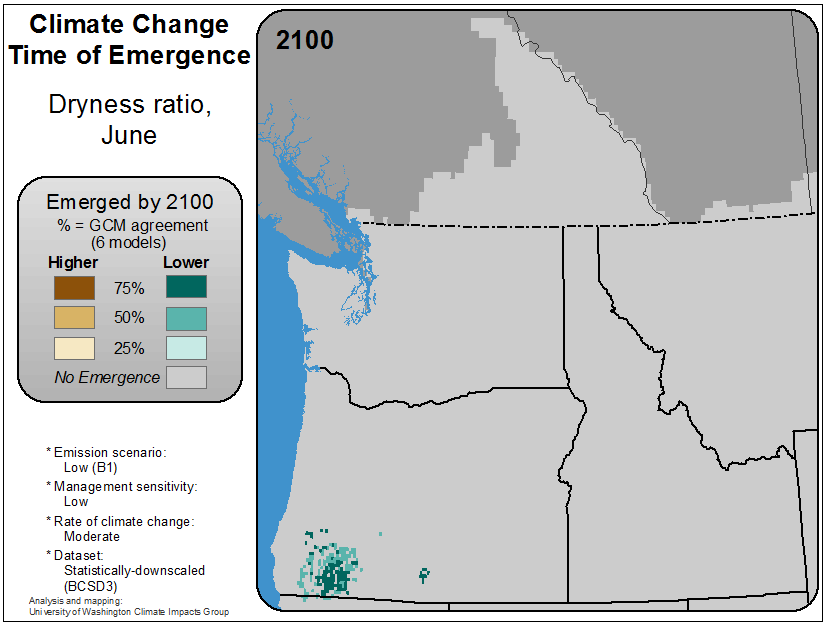 Climate Change
Time of Emergence
Dryness ratio,
June
2100
Emerged by 2100
% = GCM agreement
(6 models)
Higher Lower
75%
50%
25%
No Emergence
* Emission scenario:
Low (B1)
* Management sensitivity:
Low
* Rate of climate change:
Moderate
* Dataset:
Statistically-downscaled
(BCSD3)
Analysis and mapping:
University of Washington Climate Impacts Group